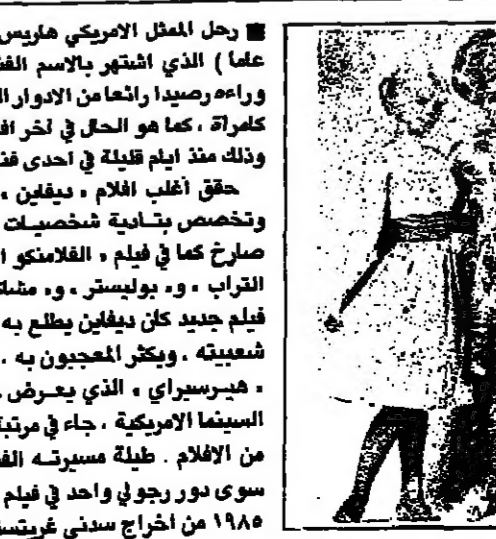 رحل الممثل الامريكي هاريس
عاما ) الذي اشتهر بالاسم الف
وراءه رصيدا رائعا من الادوار ال
كامرأة ، كما هو الحال في آخر اف
وذلك منذ ايام قليلة في احدى فن
حقق أغلب افلام « ديفاين »
وتخصص بتادية شخصيات
صارخ كما في فيلم « الفلامنكو ا
التراب » و« بوليستر » و« مشاك
فيلم جديد كان ديفاين يطلع به
شعبيته . ويكثر المعجبون به .
« هيرسبراي » الذي يعرض
السينما الامريكية ، جاء في مرتبة
من الافلام . طيلة مسيرته الف
سوى دور رجولي واحد في فيلم
١٩٨٥ من اخراج سدني غريتس